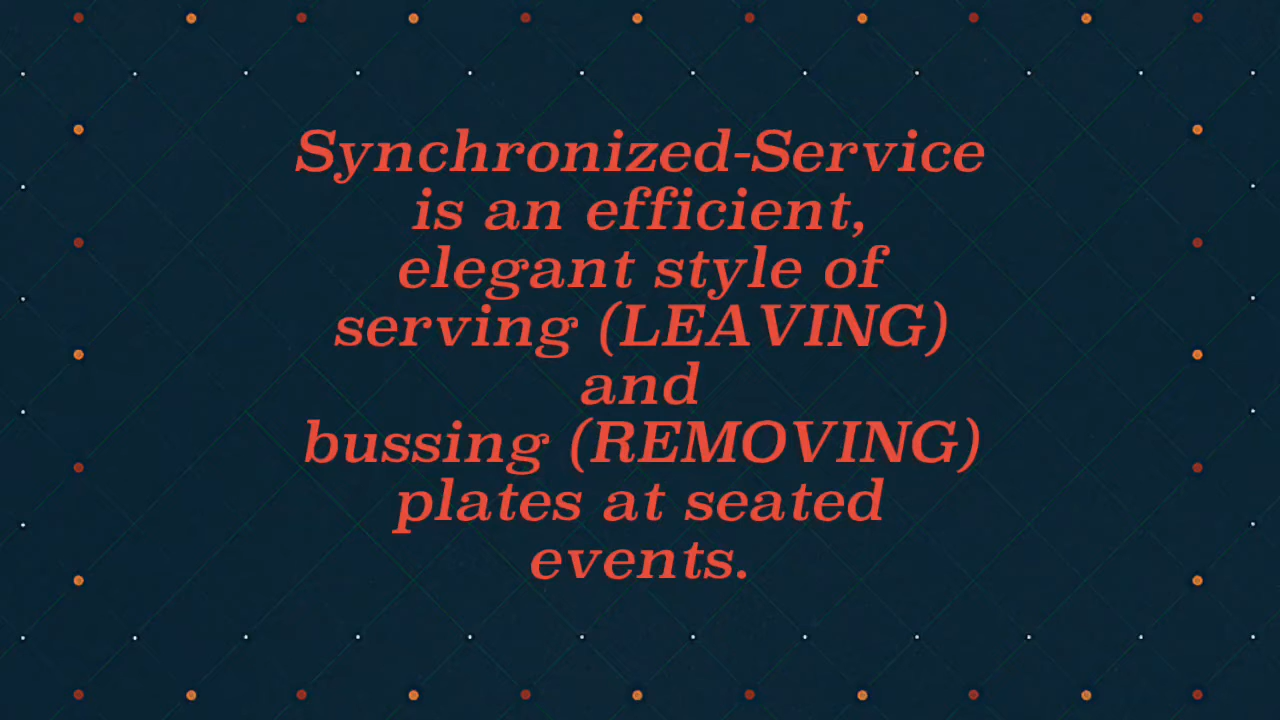 Synchronized-Service
is an efficient,
elegant style of
serving (LEAVING)
and
bussing (REMOVING)
plates at seated
events.